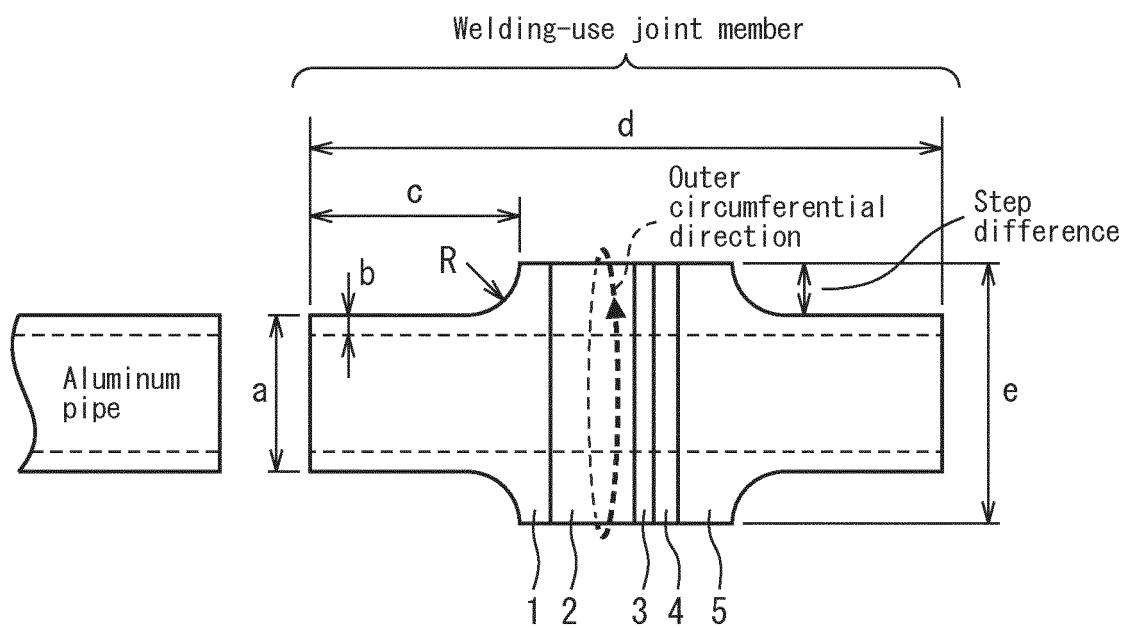 Welding-use joint member
d
Outer
circumferential
direction
c
Step
difference
R
b
Aluminum
pipe
a
e
1 2 3 4 5